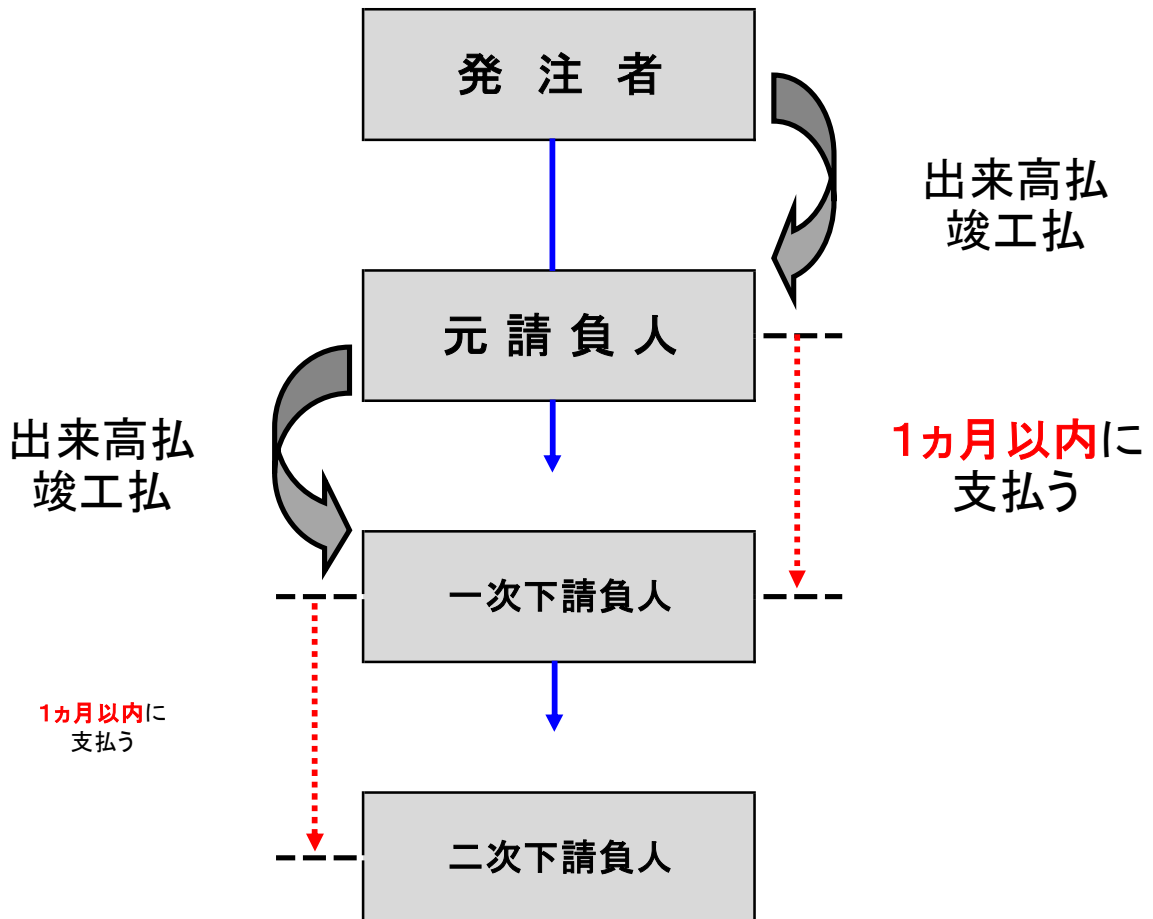 発 注 者
出来高払
竣工払
元 請 負 人
出来高払
竣工払
1ヵ月以内に
支払う
一次下請負人
1ヵ月以内に
支払う
二次下請負人